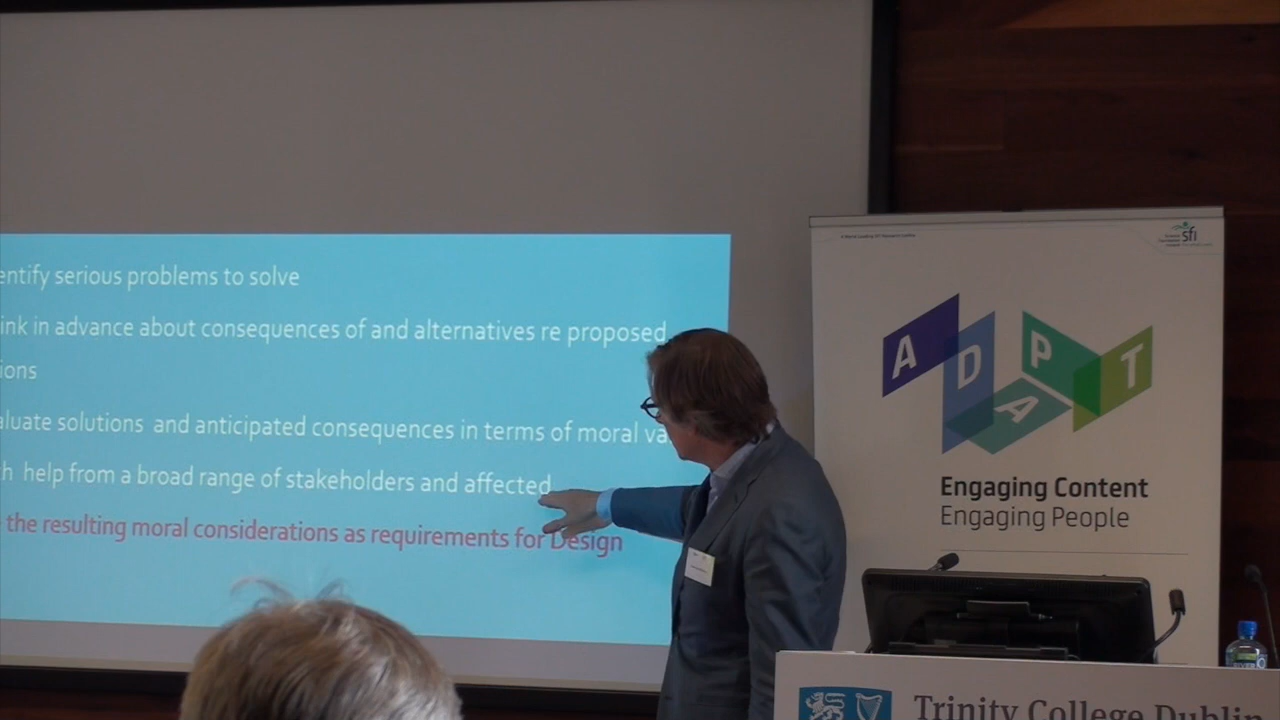 entify serious problems to solve
ink in advance about consequences of and alternatives re proposed
ions
aluate solutions and anticipated consequences in terms of moral va
h help from a broad range of stakeholders and affected
the resulting moral considerations as requirements for Design
sfi
ADAPT
Engaging Content
Engaging People
Trinity College Dublin